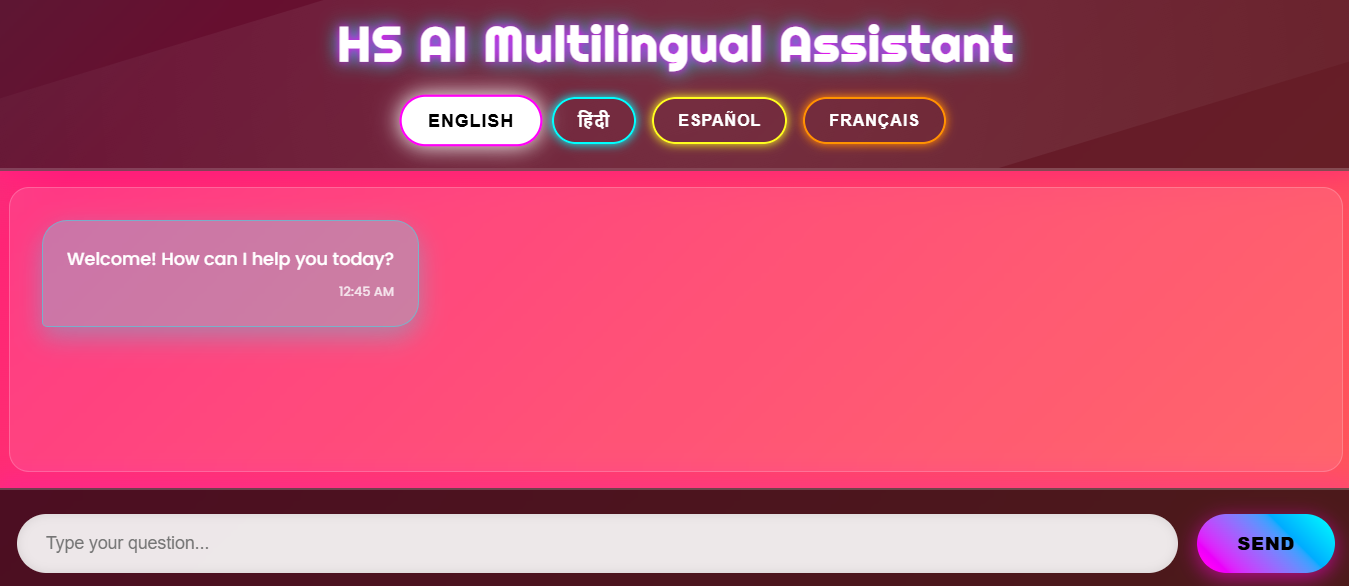 HS AI Multilingual Assistant
ENGLISH हिंदी ESPAÑOL FRANÇAIS
Welcome! How can I help you today?
12:45 AM
Type your question...
SEND